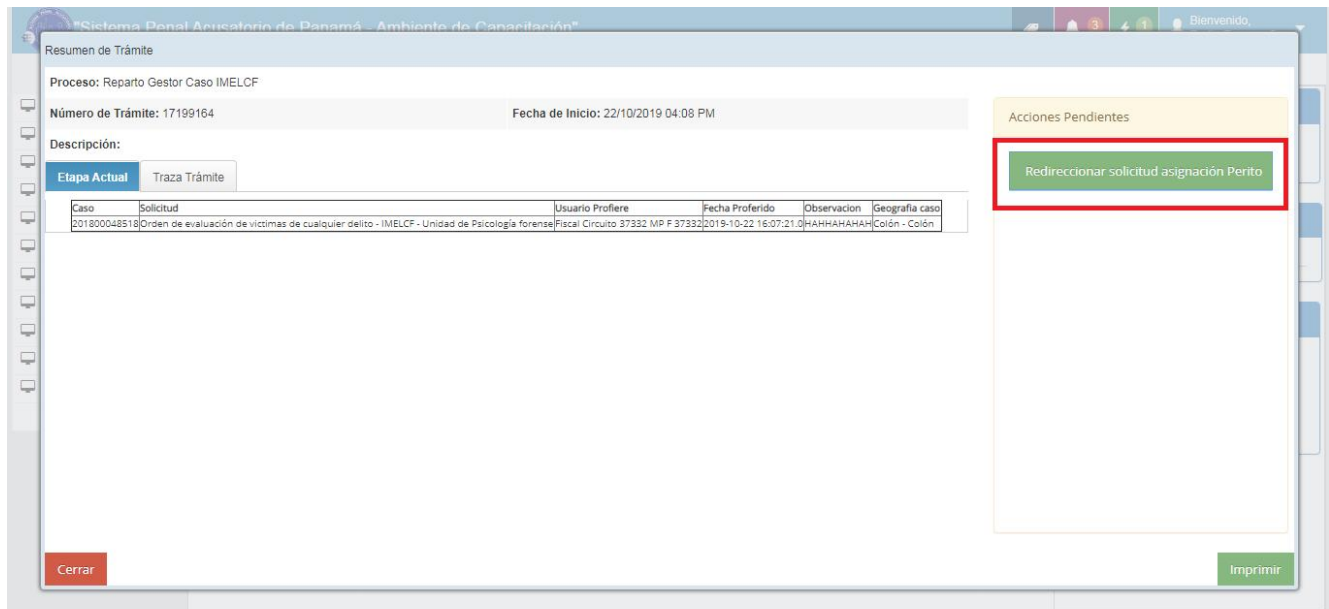 "Sistema Penal Acusatorio de Panamá - Ambiente de Capacitación"
3
1
Bienvenido,
Resumen de Trámite
Proceso: Reparto Gestor Caso IMELCF
Número de Trámite: 17199164
Fecha de Inicio: 22/10/2019 04:08 PM
Descripción:
Etapa Actual
Traza Trámite
Caso Solicitud Usuario Profiere Fecha Proferido Observacion Geografia caso
201800048518 Orden de evaluación de victimas de cualquier delito - IMELCF - Unidad de Psicología forense Fiscal Circuito 37332 MP F 37332 2019-10-22 16:07:21.0 HAHHAHAHAH Colón - Colón
Acciones Pendientes
Redireccionar solicitud asignación Perito
Cerrar
Imprimir